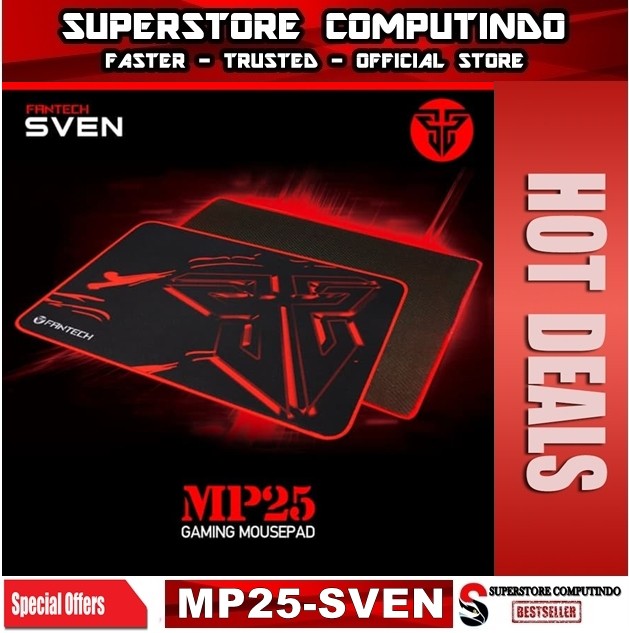 SUPERSTORE COMPUTINDO
FASTER - TRUSTED - OFFICIAL STORE
FANTECH
SVEN
HOT DEALS
FANTECH
MP25
GAMING MOUSEPAD
Special Offers
MP25-SVEN
SUPERSTORE COMPUTINDO
BESTSELLER